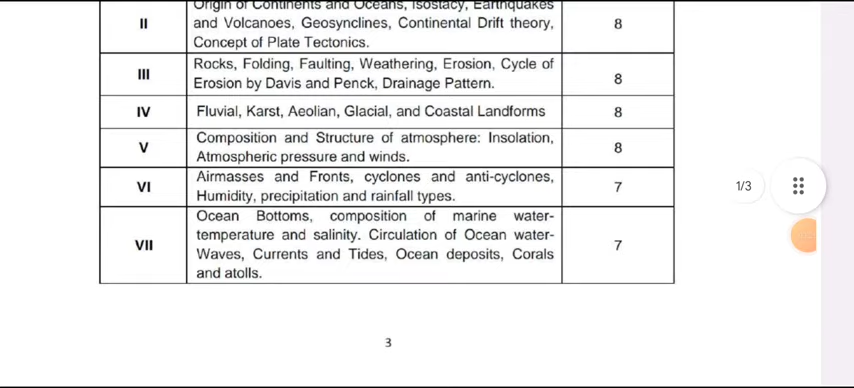 Origin of Continents and Oceans, Isostacy, Earthquakes
II and Volcanoes, Geosynclines, Continental Drift theory, 8
Concept of Plate Tectonics.
III Rocks, Folding, Faulting, Weathering, Erosion, Cycle of
Erosion by Davis and Penck, Drainage Pattern. 8
IV Fluvial, Karst, Aeolian, Glacial, and Coastal Landforms 8
V Composition and Structure of atmosphere: Insolation, 8
Atmospheric pressure and winds.
VI Airmasses and Fronts, cyclones and anti-cyclones, 7
Humidity, precipitation and rainfall types.
1/3
Ocean Bottoms, composition of marine water-
temperature and salinity. Circulation of Ocean water-
VII Waves, Currents and Tides, Ocean deposits, Corals 7
and atolls.
3